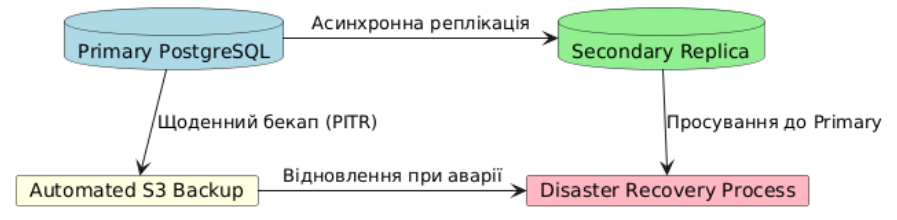 Асинхронна реплікація
Primary PostgreSQL
Secondary Replica
Щоденний бекап (PITR)
Просування до Primary
Відновлення при аварії
Automated S3 Backup
Disaster Recovery Process